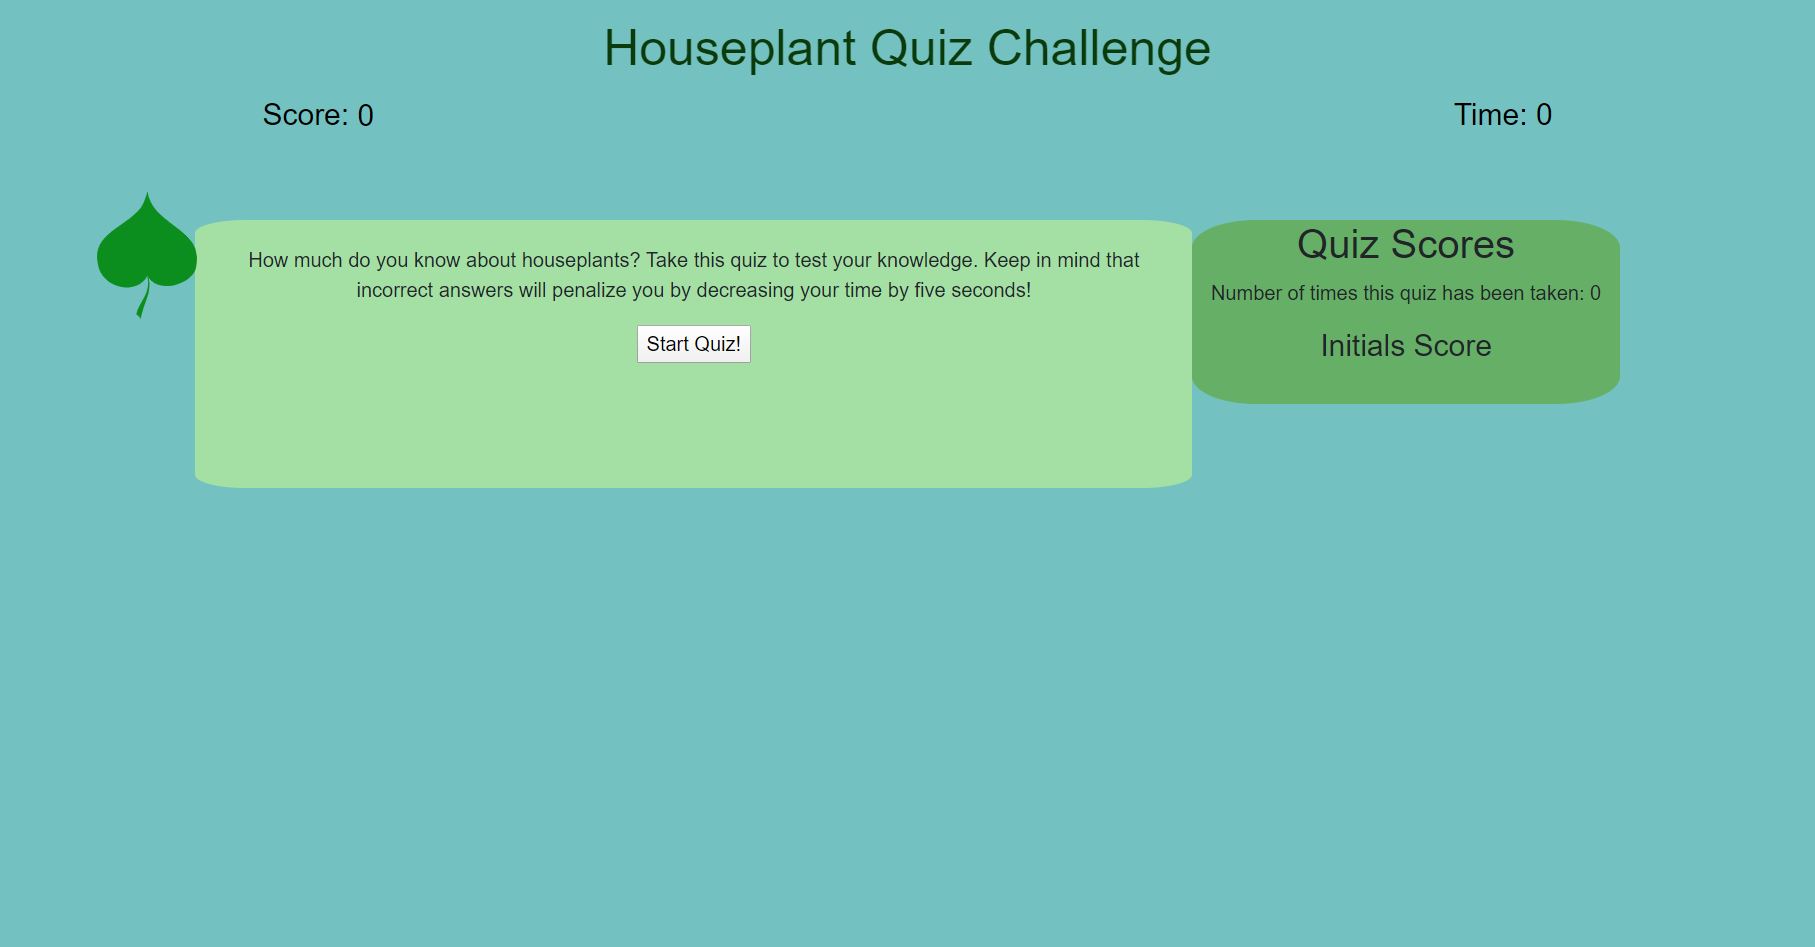 Houseplant Quiz Challenge
Score: 0
Time: 0
How much do you know about houseplants? Take this quiz to test your knowledge. Keep in mind that
incorrect answers will penalize you by decreasing your time by five seconds!
Start Quiz!
Quiz Scores
Number of times this quiz has been taken: 0
Initials Score